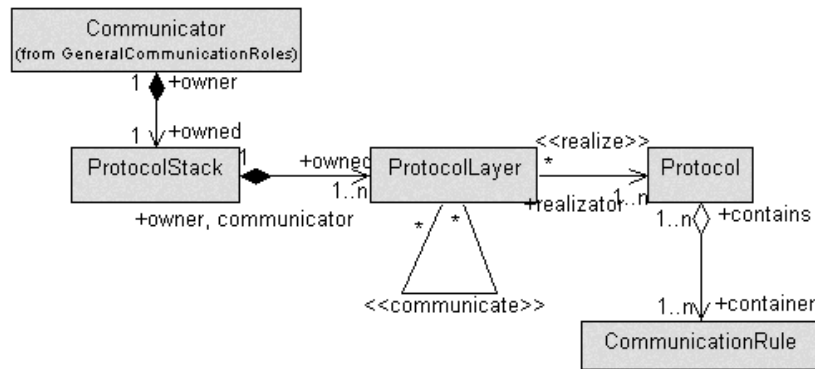 Communicator
(from GeneralCommunicationRoles)
1 +owner
1 +owned
ProtocolStack
1
+owned
1..n
+owner, communicator
ProtocolLayer
<<realize>>
*
1..n
+realizator
Protocol
* *
<<communicate>>
1..n +contains
1..n +container
CommunicationRule